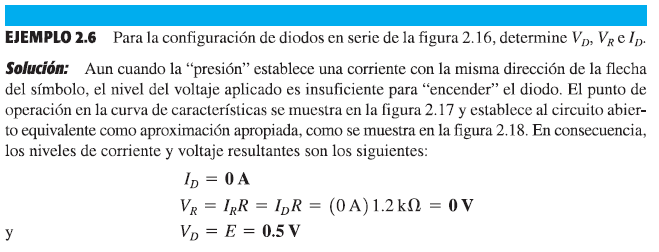 EJEMPLO 2.6 Para la configuración de diodos en serie de la figura 2.16, determine V_D, V_R e I_D.
Solución: Aun cuando la “presión” establece una corriente con la misma dirección de la flecha
del símbolo, el nivel del voltaje aplicado es insuficiente para “encender” el diodo. El punto de
operación en la curva de características se muestra en la figura 2.17 y establece al circuito abier-
to equivalente como aproximación apropiada, como se muestra en la figura 2.18. En consecuencia,
los niveles de corriente y voltaje resultantes son los siguientes:
I_D = 0 A
V_R = I_R R = I_D R = (0 A) 1.2 kΩ = 0 V
y V_D = E = 0.5 V